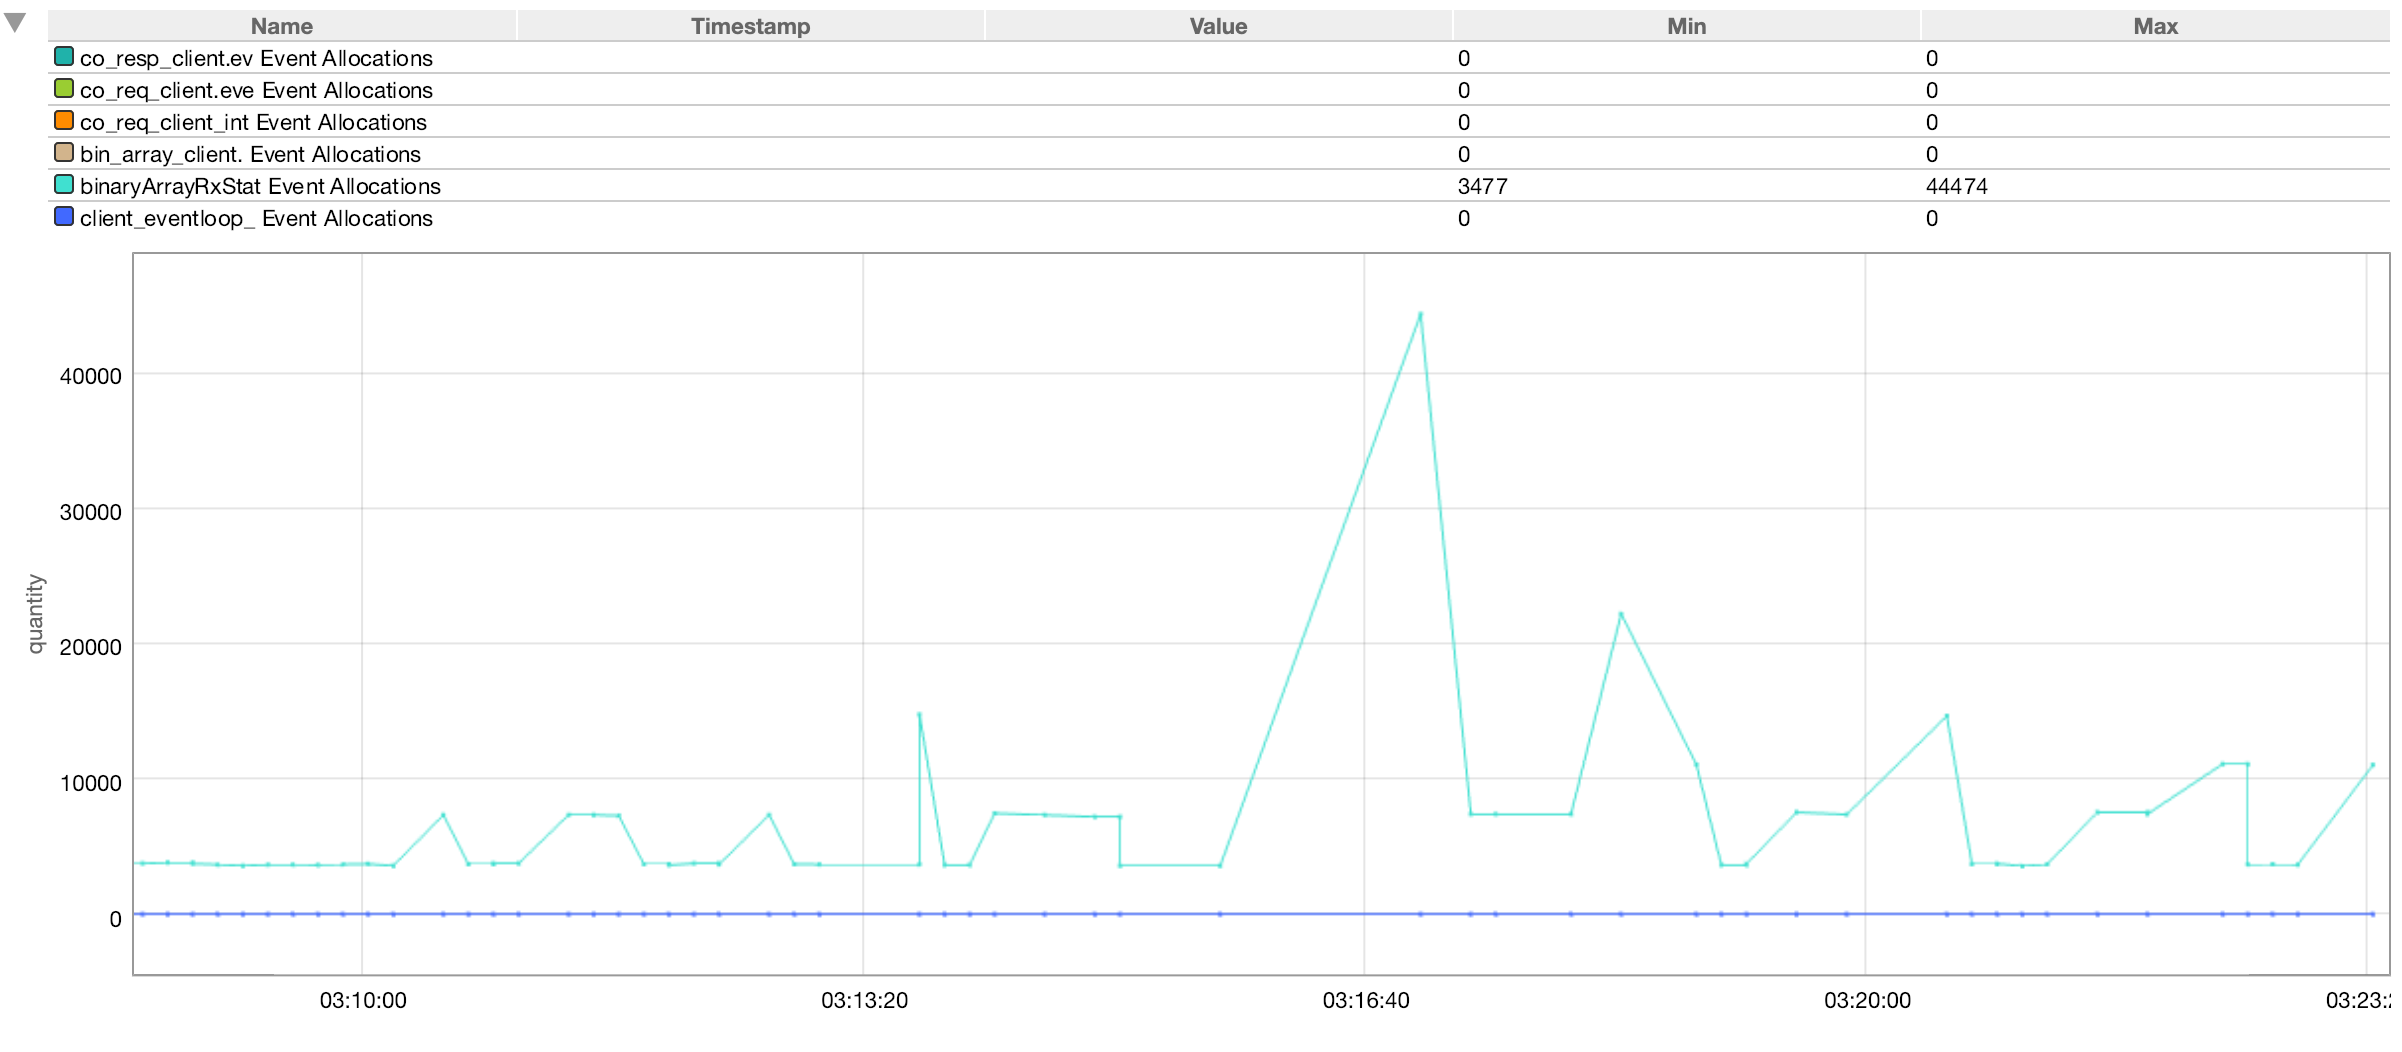 Name Timestamp Value Min Max
co_resp_client.ev Event Allocations 0 0
co_req_client.eve Event Allocations 0 0
co_req_client_int Event Allocations 0 0
bin_array_client. Event Allocations 0 0
binaryArrayRxStat Event Allocations 3477 44474
client_eventloop_ Event Allocations 0 0
40000
30000
20000
10000
0
quantity
03:10:00 03:13:20 03:16:40 03:20:00 03:23: